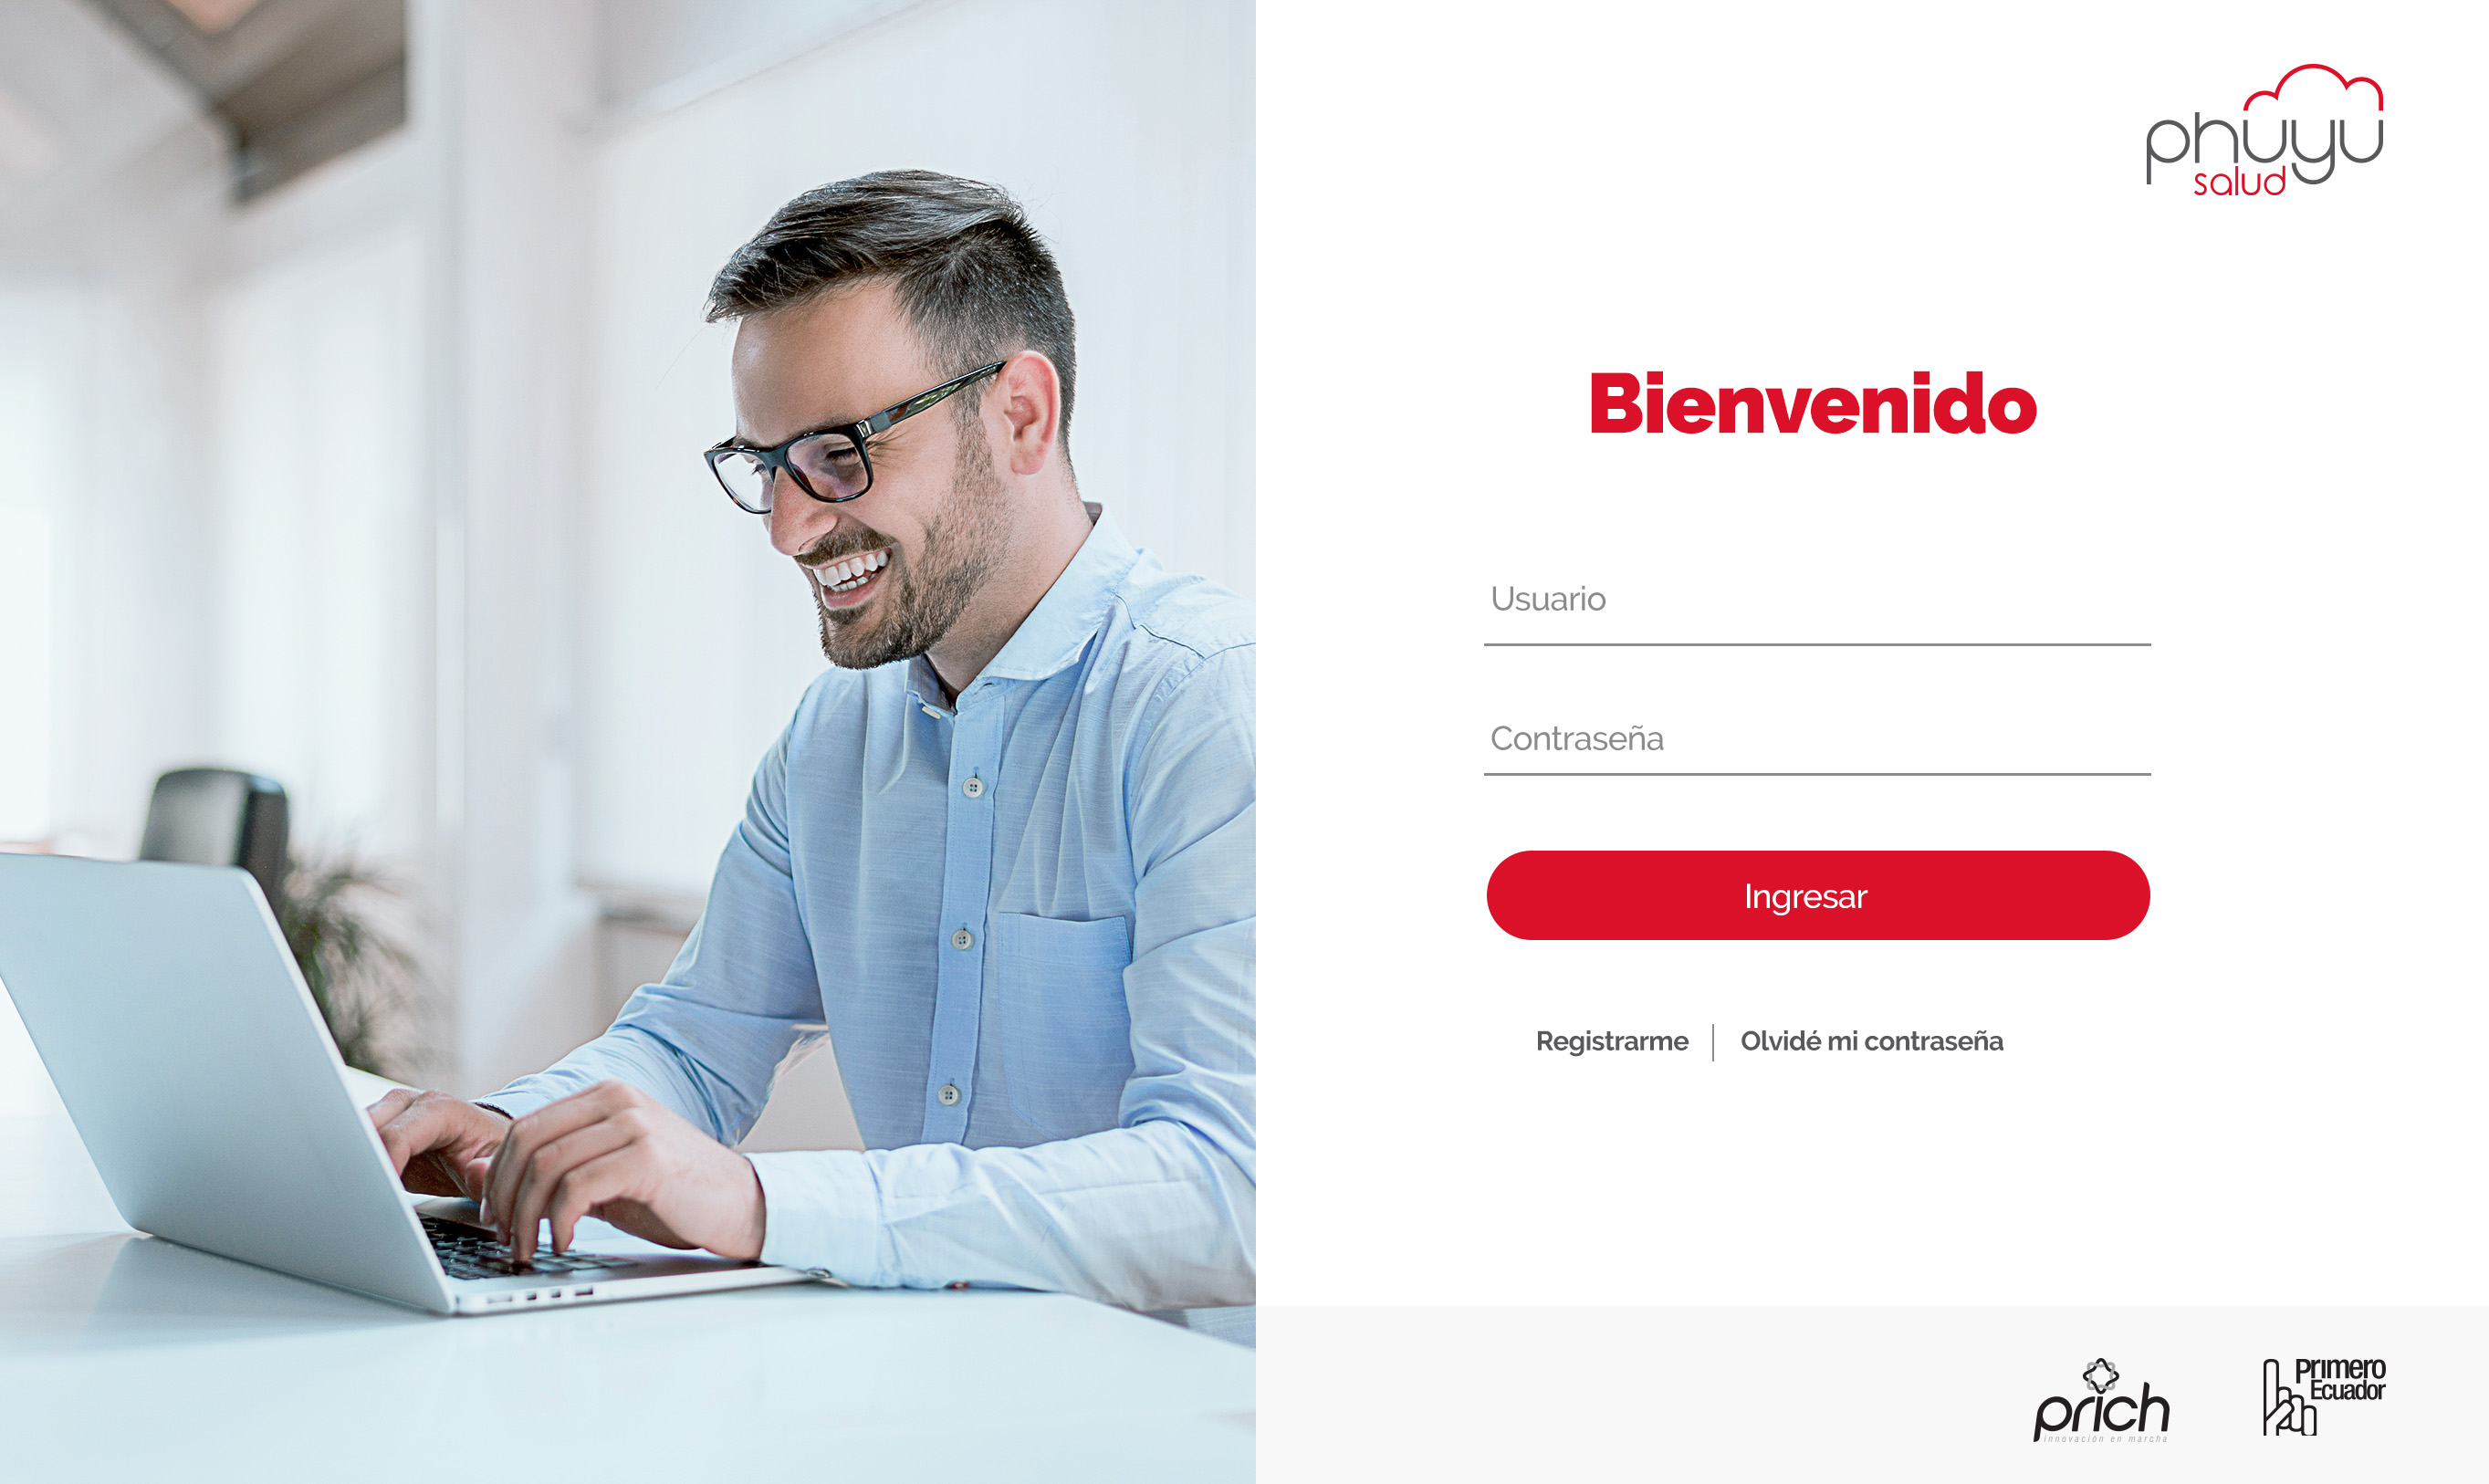 phuyu
salud
Bienvenido
Usuario
Contraseña
Ingresar
Registrarme | Olvidé mi contraseña
prich
innovación en marcha
Primero
Ecuador